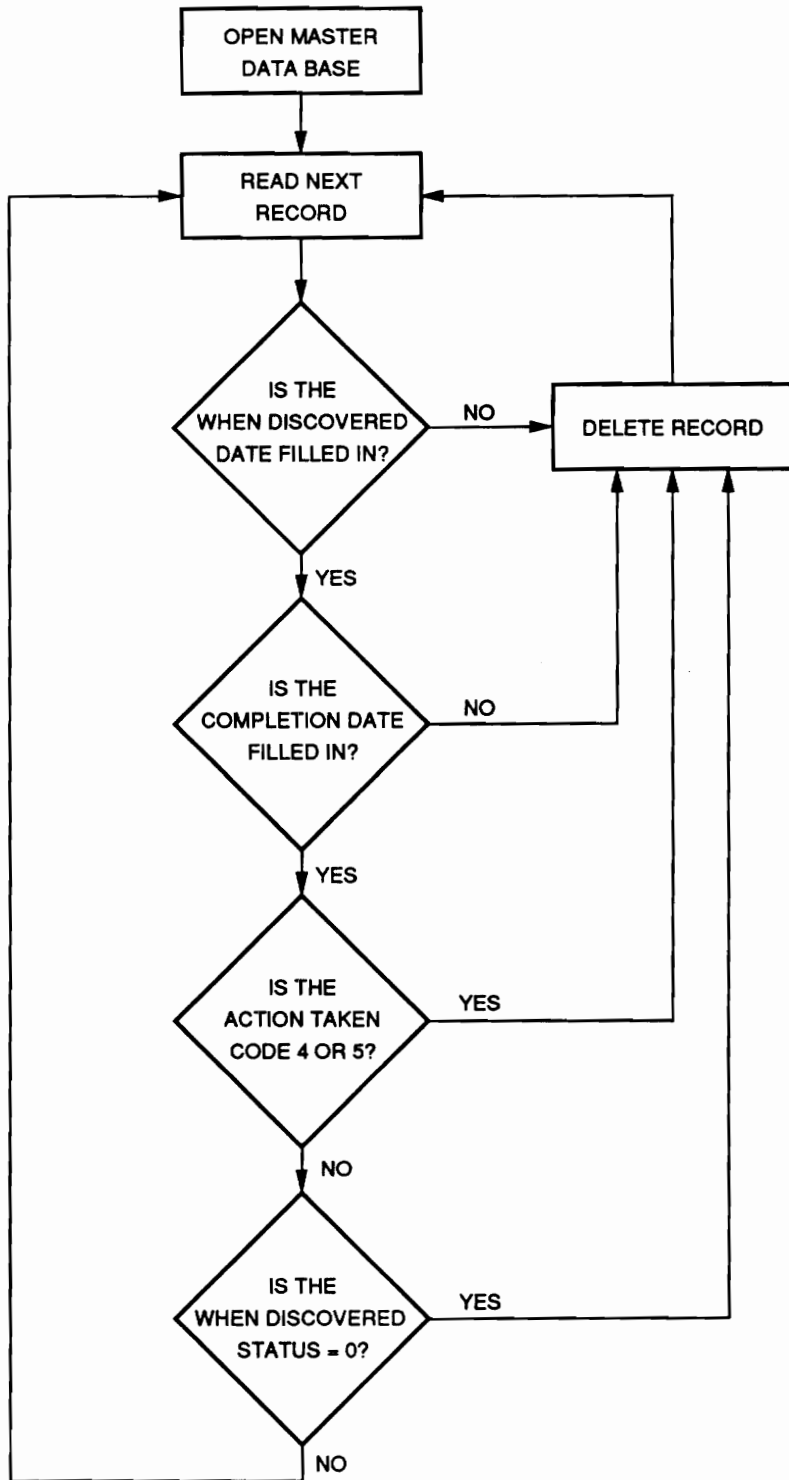 OPEN MASTER
DATA BASE
READ NEXT
RECORD
IS THE
WHEN DISCOVERED
DATE FILLED IN?
NO
DELETE RECORD
YES
IS THE
COMPLETION DATE
FILLED IN?
NO
YES
IS THE
ACTION TAKEN
CODE 4 OR 5?
YES
NO
IS THE
WHEN DISCOVERED
STATUS = 0?
YES
NO